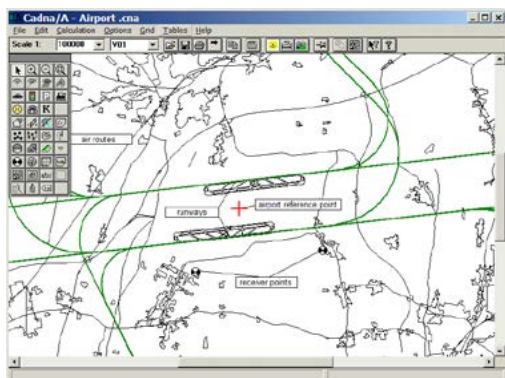 Cadna/A - Airport .cna
File Edit Calculation Options Grid Tables Help
Scale 1: 100000 V01
air routes
runways
airport reference point
receiver points